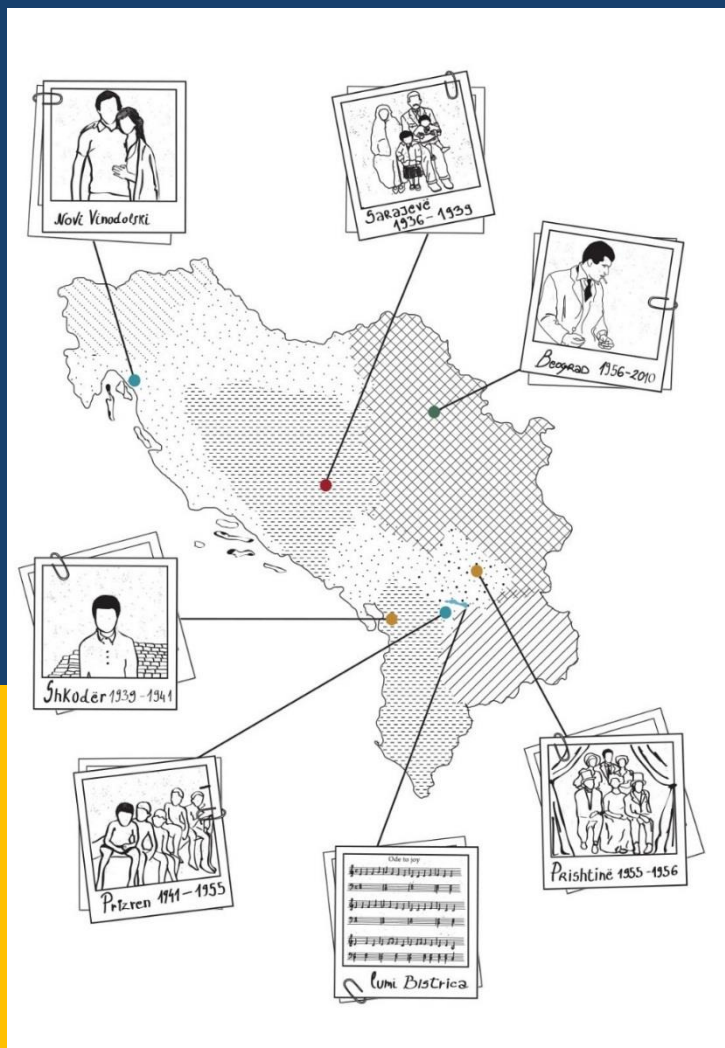 Novi Vinodolski
Sarajevë
1936 - 1939
Beograd 1956-2010
Shkodër 1939 - 1941
Prizren 1941 - 1955
Ode to joy
lumi Bistrica
Prishtinë 1955 - 1956